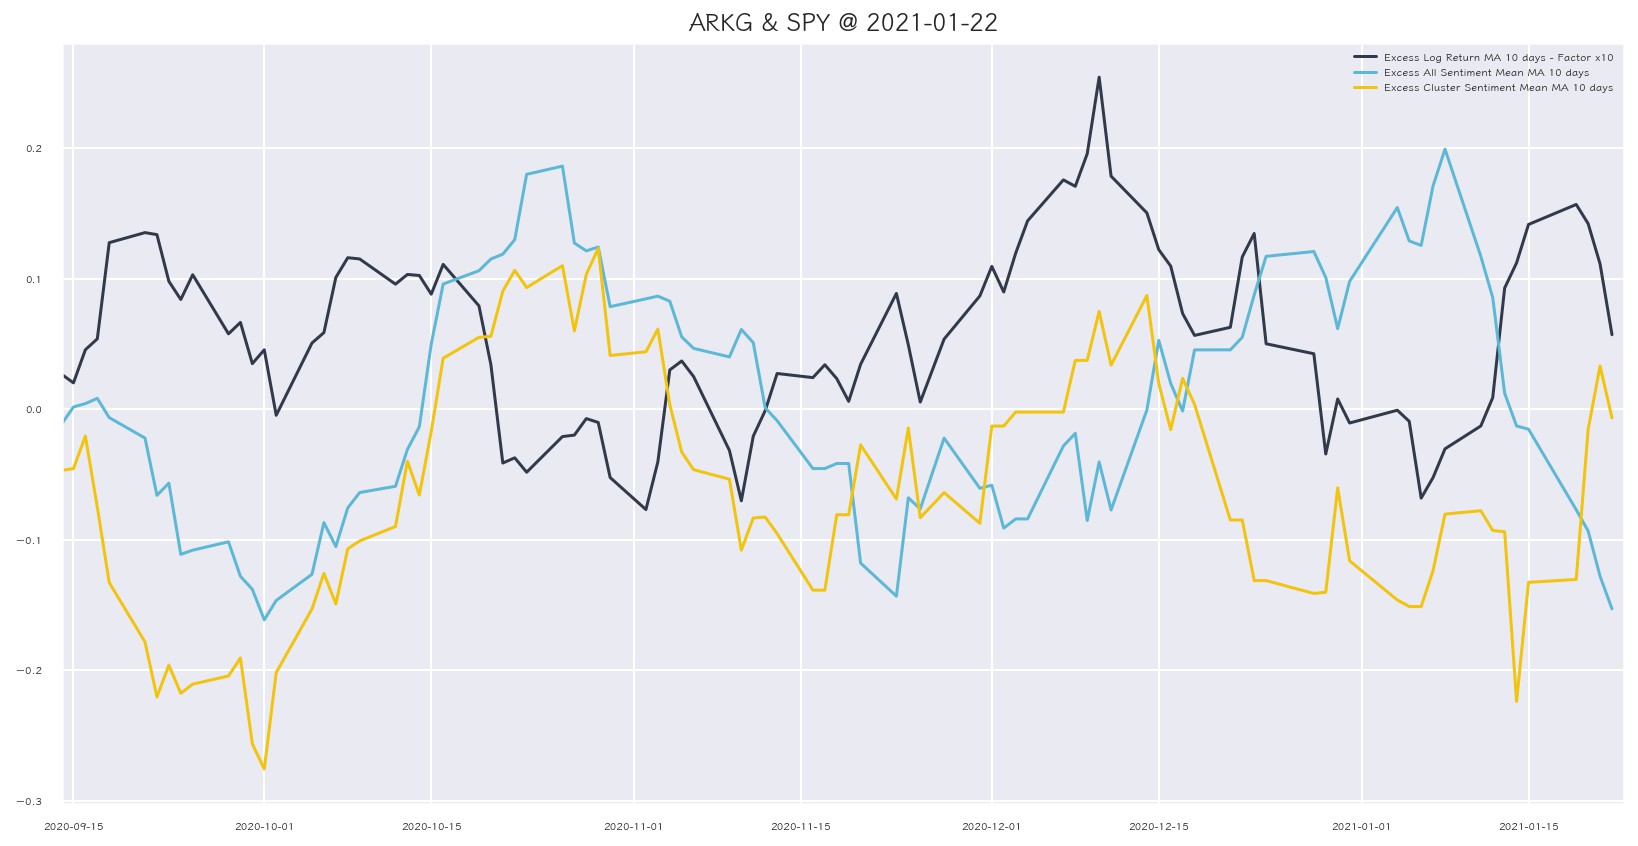 ARKG & SPY @ 2021-01-22
Excess Log Return MA 10 days - Factor x10
Excess All Sentiment Mean MA 10 days
Excess Cluster Sentiment Mean MA 10 days
0.2
0.1
0.0
−0.1
−0.2
−0.3
2020-09-15 2020-10-01 2020-10-15 2020-11-01 2020-11-15 2020-12-01 2020-12-15 2021-01-01 2021-01-15